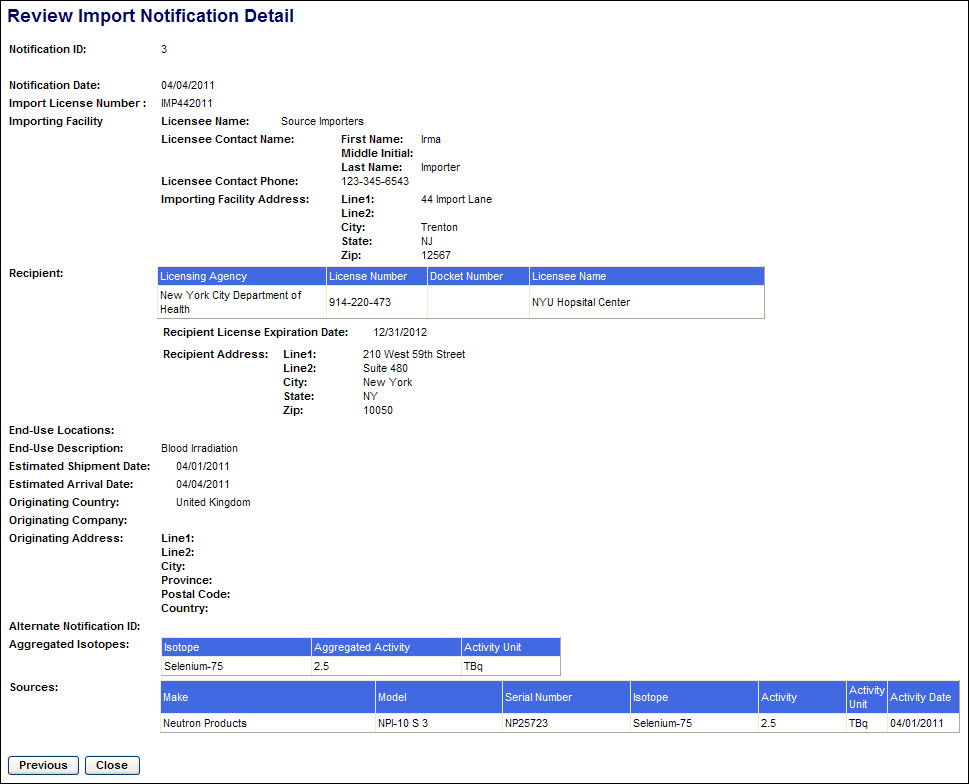 Review Import Notification Detail
Notification ID: 3
Notification Date: 04/04/2011
Import License Number : IMP442011
Importing Facility Licensee Name: Source Importers
Licensee Contact Name: First Name: Irma
Middle Initial:
Last Name: Importer
Licensee Contact Phone: 123-345-6543
Importing Facility Address: Line1: 44 Import Lane
Line2:
City: Trenton
State: NJ
Zip: 12567
Recipient: Licensing Agency License Number Docket Number Licensee Name
New York City Department of
Health 914-220-473 NYU Hopsital Center
Recipient License Expiration Date: 12/31/2012
Recipient Address: Line1: 210 West 59th Street
Line2: Suite 480
City: New York
State: NY
Zip: 10050
End-Use Locations:
End-Use Description: Blood Irradiation
Estimated Shipment Date: 04/01/2011
Estimated Arrival Date: 04/04/2011
Originating Country: United Kingdom
Originating Company:
Originating Address: Line1:
Line2:
City:
Province:
Postal Code:
Country:
Alternate Notification ID:
Aggregated Isotopes: Isotope Aggregated Activity Activity Unit
Selenium-75 2.5 TBq
Sources: Make Model Serial Number Isotope Activity Activity Unit Activity Date
Neutron Products NPI-10 S 3 NP25723 Selenium-75 2.5 TBq 04/01/2011
Previous Close